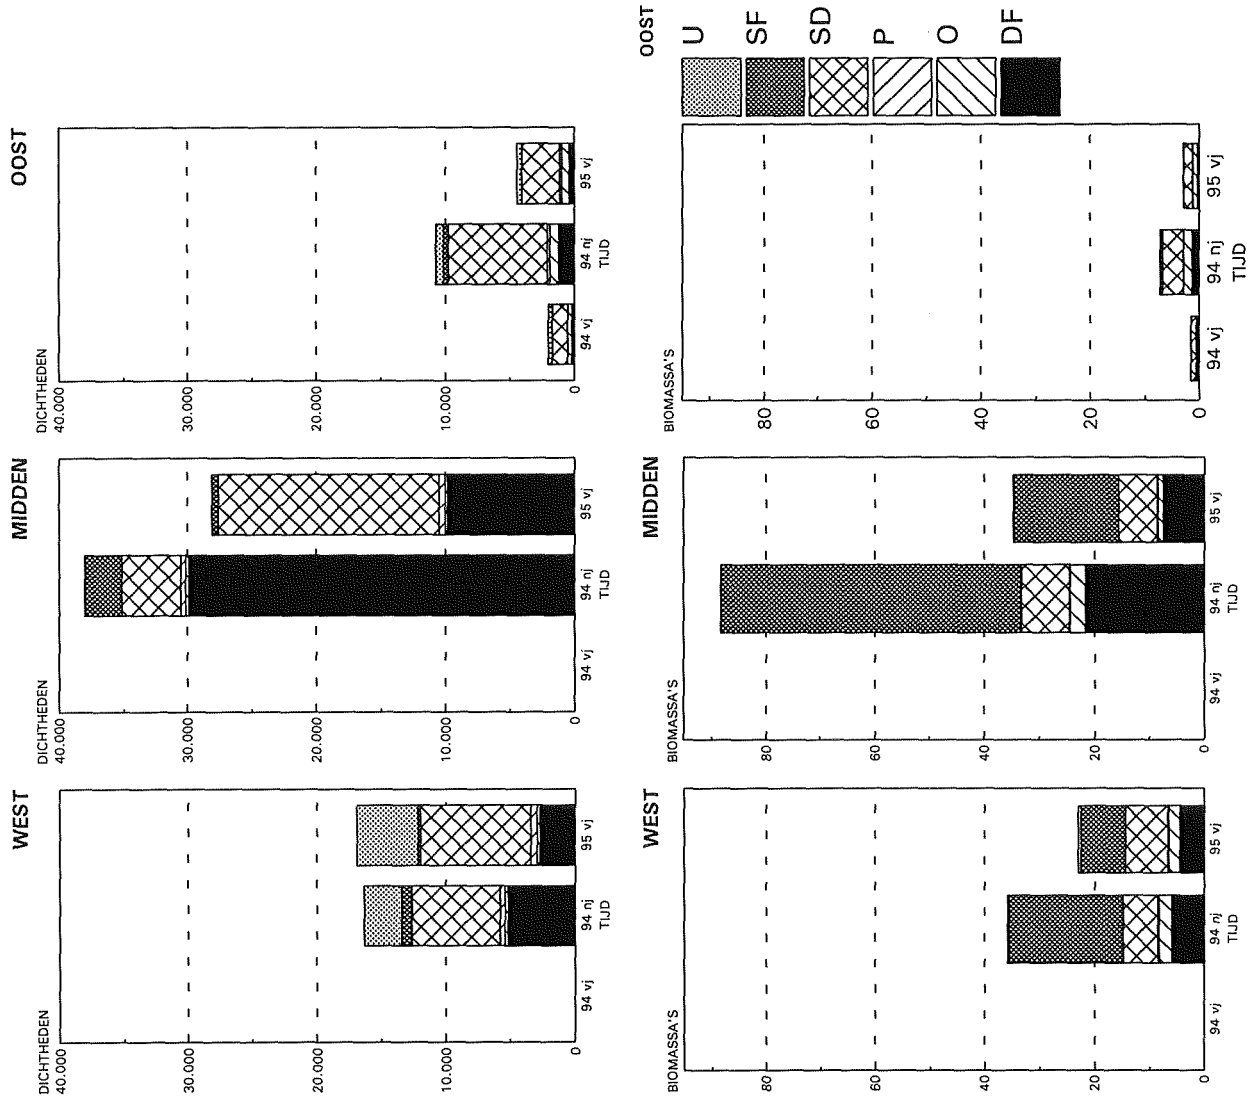 WEST
DICHTHEDEN
40.000
30.000
20.000
10.000
0
94 vj
94 nj
95 vj
TIJD
MIDDEN
DICHTHEDEN
40.000
30.000
20.000
10.000
0
94 vj
94 nj
95 vj
TIJD
OOST
DICHTHEDEN
40.000
30.000
20.000
10.000
0
94 vj
94 nj
95 vj
TIJD
WEST
BIOMASSA'S
80
60
40
20
0
94 vj
94 nj
95 vj
TIJD
MIDDEN
BIOMASSA'S
80
60
40
20
0
94 vj
94 nj
95 vj
TIJD
OOST
BIOMASSA'S
80
60
40
20
0
94 vj
94 nj
95 vj
TIJD
U
SF
SD
P
O
DF